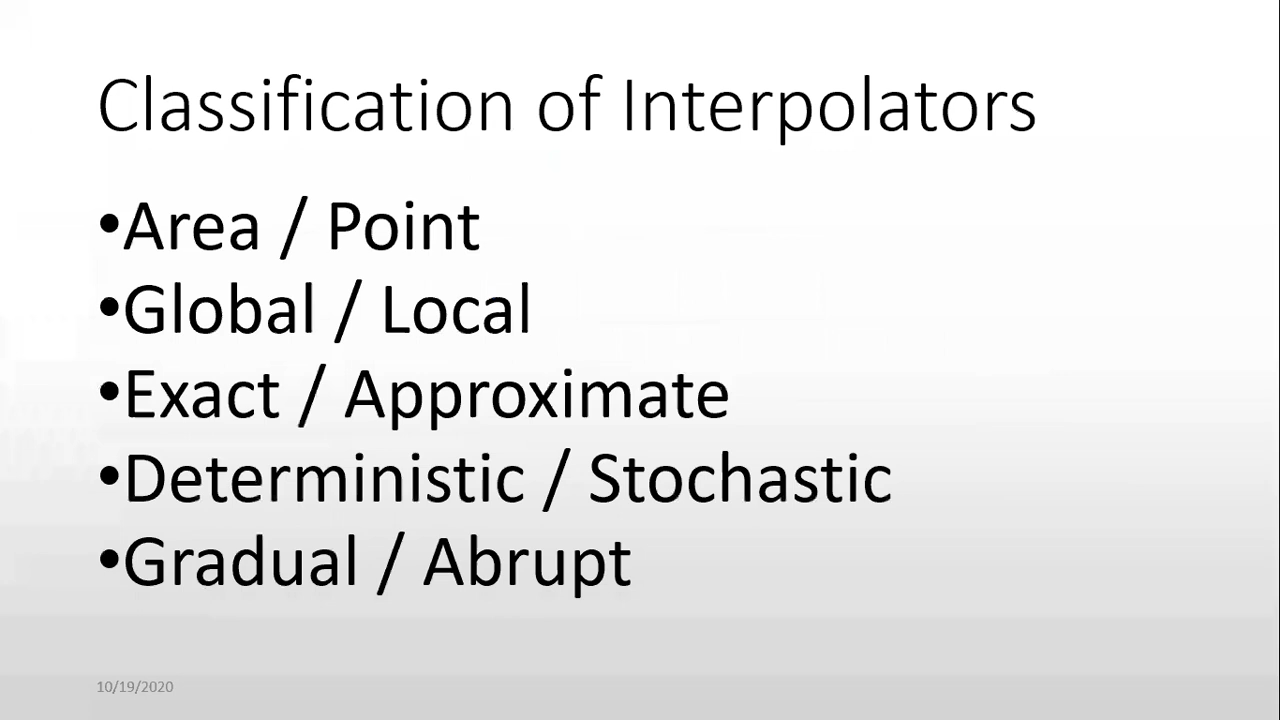 Classification of Interpolators
•Area / Point
•Global / Local
•Exact / Approximate
•Deterministic / Stochastic
•Gradual / Abrupt
10/19/2020